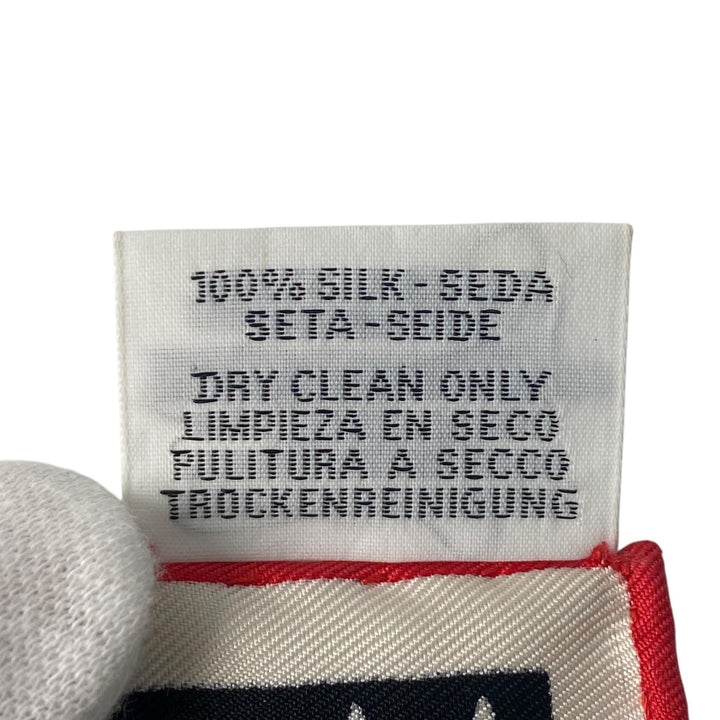 100% SILK - SEDA
SETA - SEIDE
DRY CLEAN ONLY
LIMPIEZA EN SECO
PULITURA A SECCO
TROCKENREINIGUNG